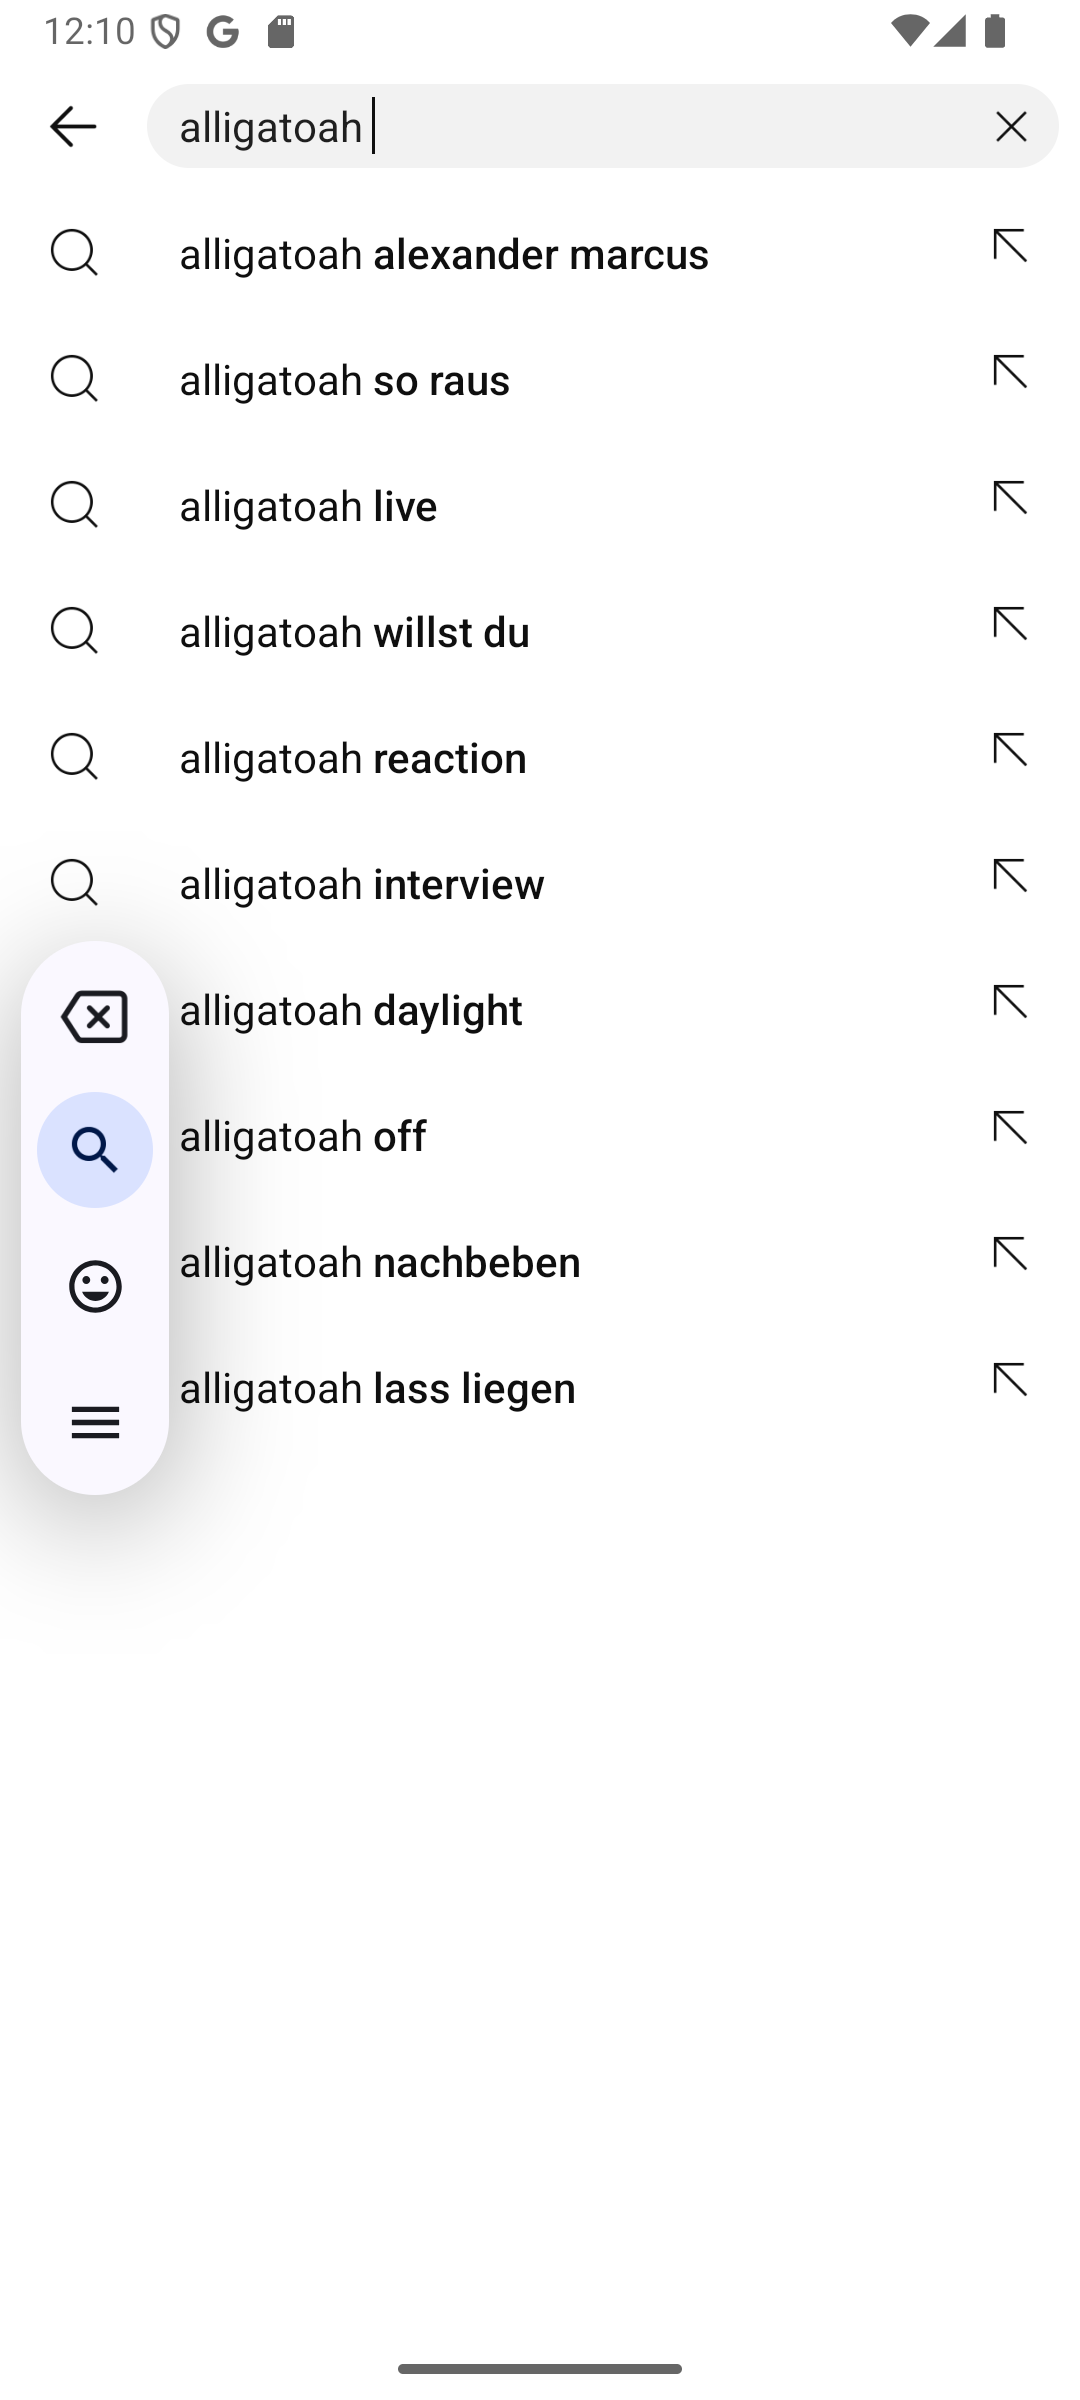 12:10
alligatoah
alligatoah alexander marcus
alligatoah so raus
alligatoah live
alligatoah willst du
alligatoah reaction
alligatoah interview
alligatoah daylight
alligatoah off
alligatoah nachbeben
alligatoah lass liegen